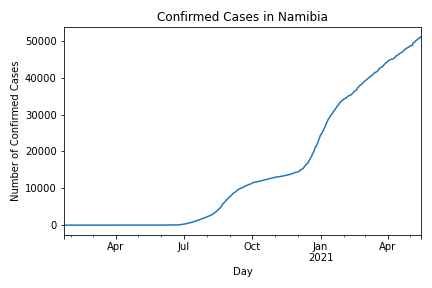 Confirmed Cases in Namibia
50000
40000
30000
20000
10000
0
Number of Confirmed Cases
Apr
Jul
Oct
Jan
2021
Apr
Day